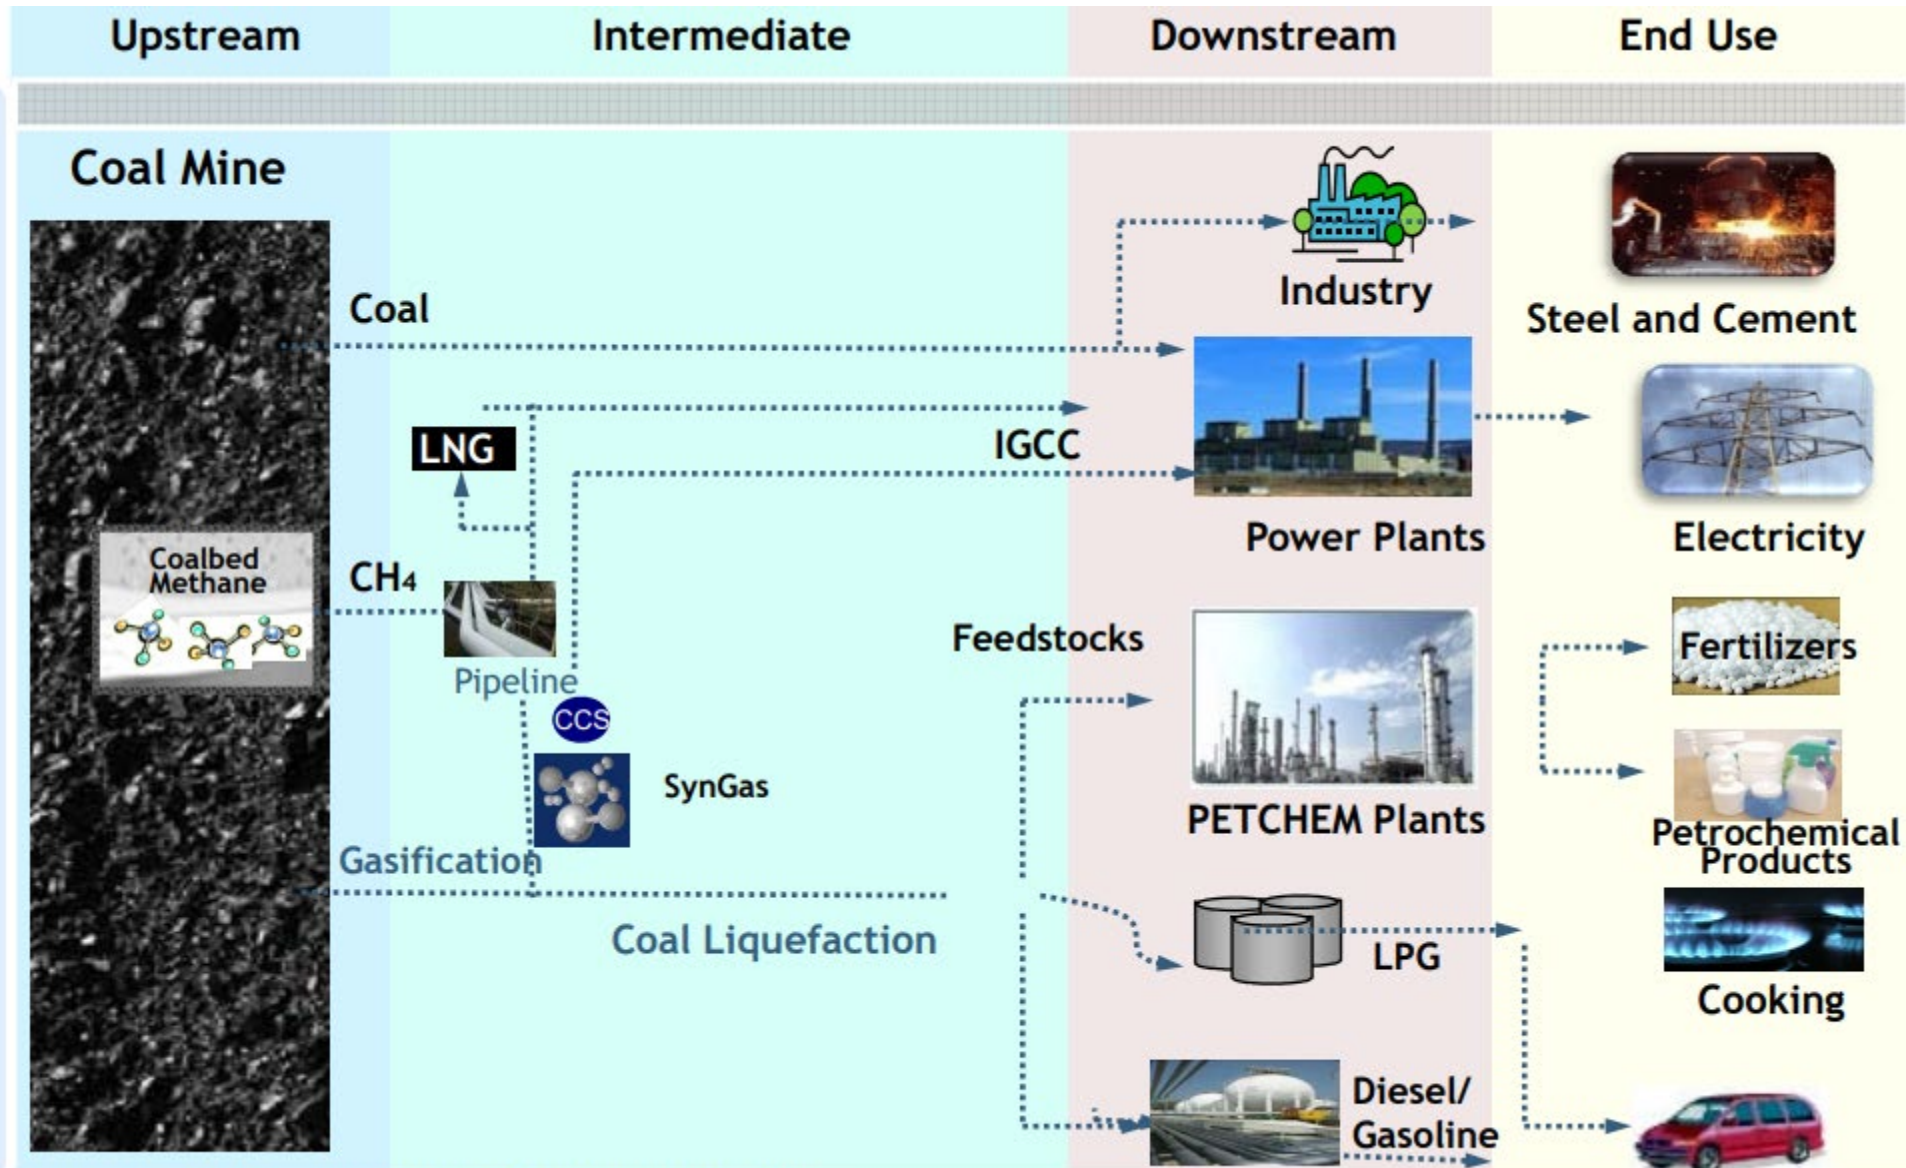 Upstream
Intermediate
Downstream
End Use
Coal Mine
Coal
Industry
Steel and Cement
LNG
IGCC
Power Plants
Electricity
Coalbed
Methane
CH₄
Pipeline
Feedstocks
Fertilizers
CCS
SynGas
PETCHEM Plants
Petrochemical
Products
Gasification
Coal Liquefaction
LPG
Cooking
Diesel/
Gasoline